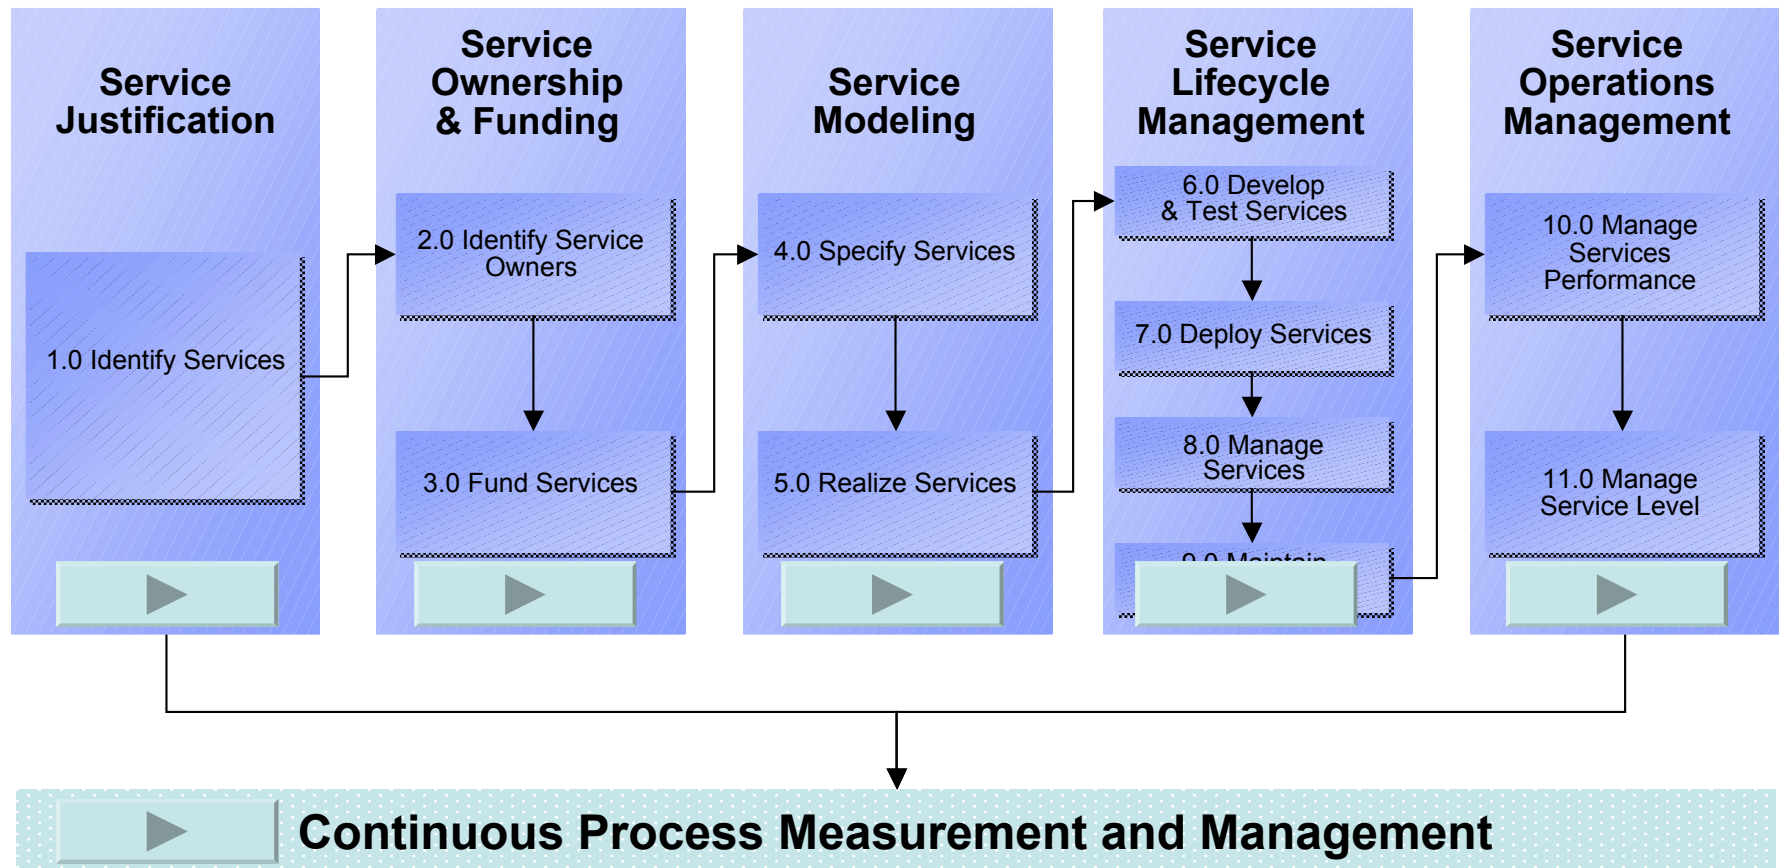 Service
Justification
1.0 Identify Services
Service
Ownership
& Funding
2.0 Identify Service
Owners
3.0 Fund Services
Service
Modeling
4.0 Specify Services
5.0 Realize Services
Service
Lifecycle
Management
6.0 Develop
& Test Services
7.0 Deploy Services
8.0 Manage
Services
9.0 Maintain
Service
Operations
Management
10.0 Manage
Services
Performance
11.0 Manage
Service Level
Continuous Process Measurement and Management